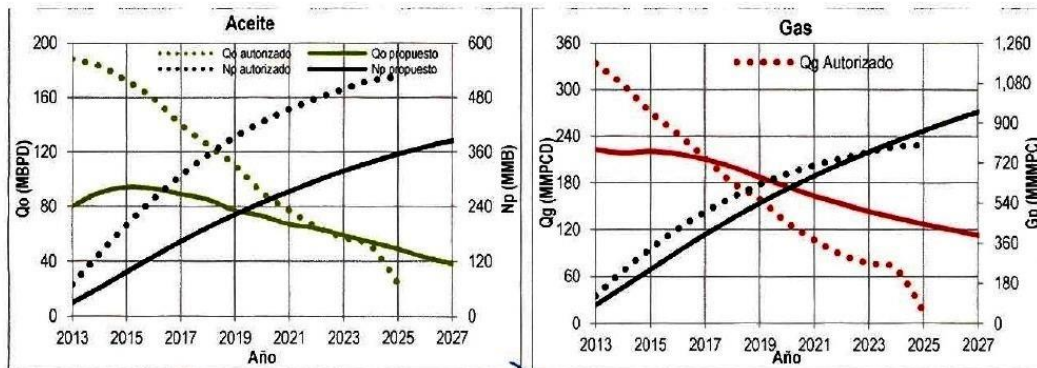 Aceite
Qo autorizado
Qo propuesto
Np autorizado
Np propuesto
200
160
120
80
40
0
Qo (MBPD)
600
480
360
240
120
0
Np (MMB)
2013 2015 2017 2019 2021 2023 2025 2027
Año
Gas
Qg Autorizado
360
300
240
180
120
60
0
Qg (MMPCD)
1,260
1,080
900
720
540
360
180
0
Gp (MMMPC)
2013 2015 2017 2019 2021 2023 2025 2027
Año